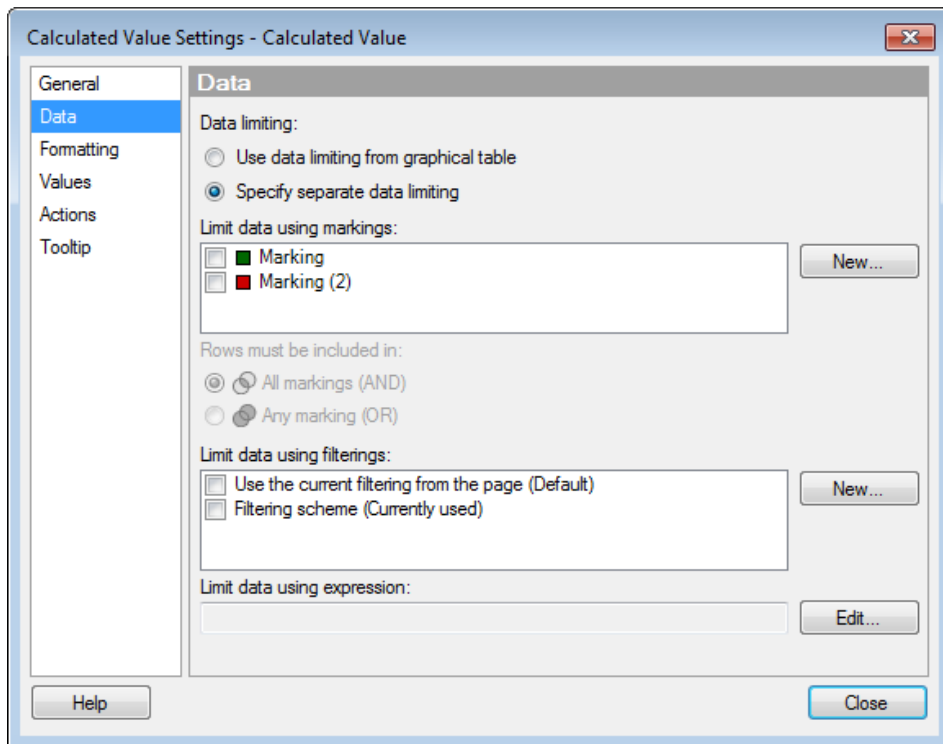 Calculated Value Settings - Calculated Value
General
Data
Formatting
Values
Actions
Tooltip
Data
Data limiting:
Use data limiting from graphical table
Specify separate data limiting
Limit data using markings:
Marking
Marking (2)
New...
Rows must be included in:
All markings (AND)
Any marking (OR)
Limit data using filterings:
Use the current filtering from the page (Default)
Filtering scheme (Currently used)
New...
Limit data using expression:
Edit...
Help
Close